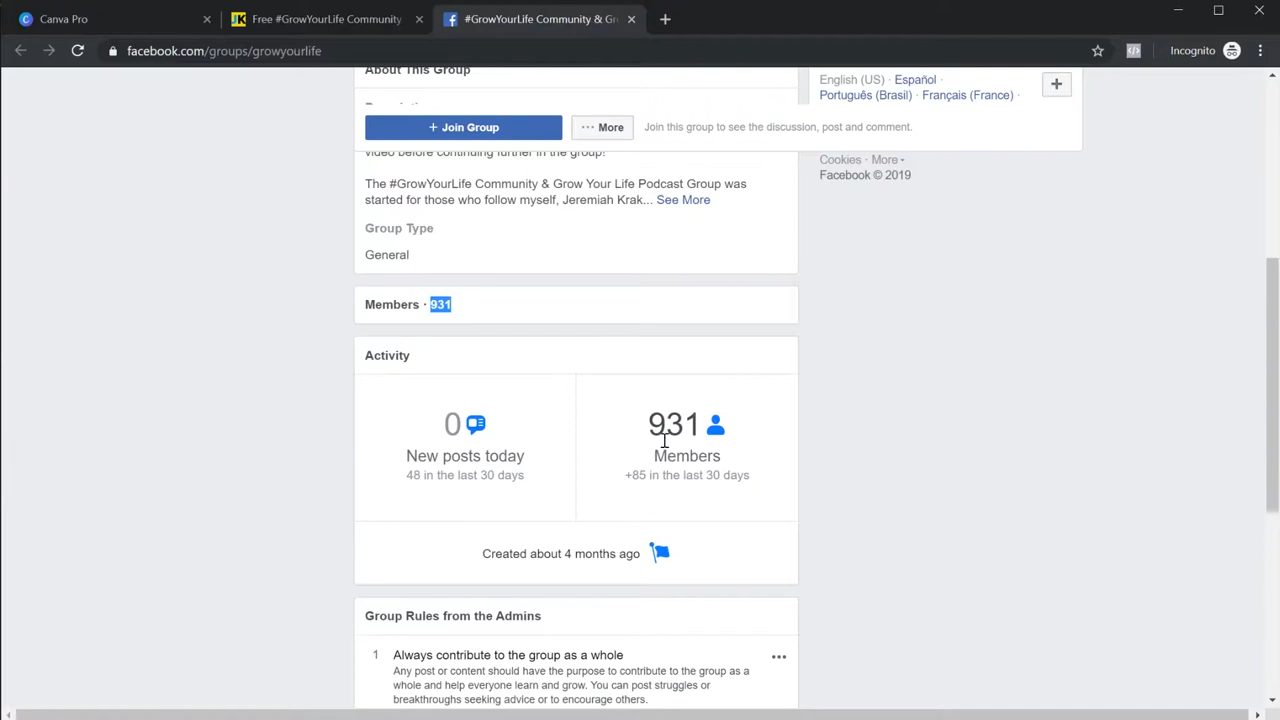 Canva Pro
Free #GrowYourLife Community
#GrowYourLife Community & Gr
facebook.com/groups/growyourlife
Incognito
About This Group
English (US) · Español ·
Português (Brasil) · Français (France) ·
+ Join Group
··· More
Join this group to see the discussion, post and comment.
video before continuing further in the group!
Cookies · More
Facebook © 2019
The #GrowYourLife Community & Grow Your Life Podcast Group was
started for those who follow myself, Jeremiah Krak... See More
Group Type
General
Members · 931
Activity
0
New posts today
48 in the last 30 days
931
Members
+85 in the last 30 days
Created about 4 months ago
Group Rules from the Admins
1
Always contribute to the group as a whole
Any post or content should have the purpose to contribute to the group as a
whole and help everyone learn and grow. You can post struggles or
breakthroughs seeking advice or to encourage others.